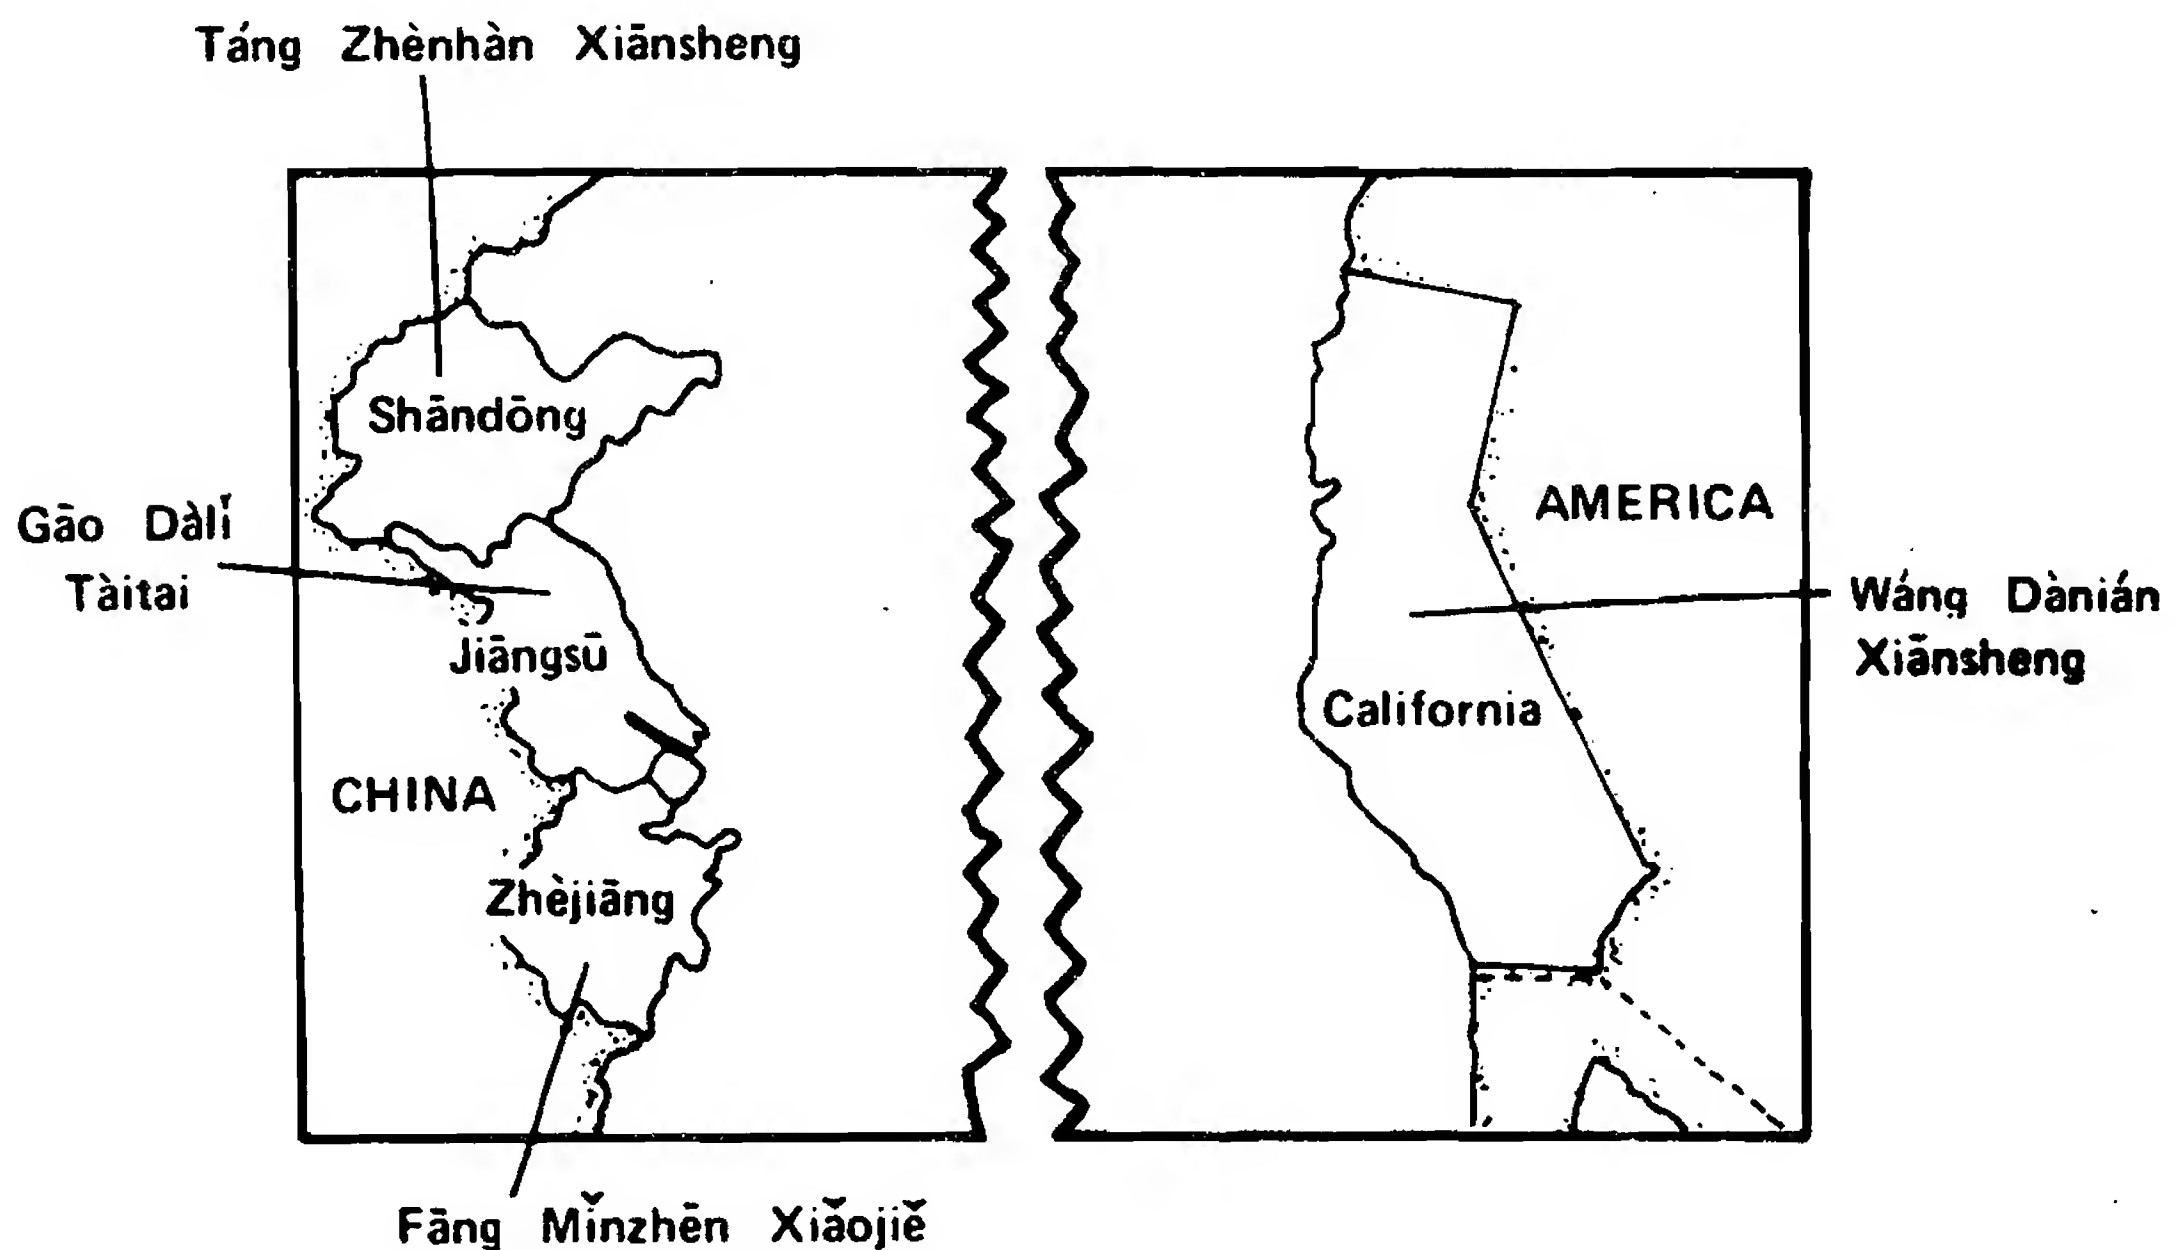 Táng Zhènhàn Xiānsheng
Shāndōng
Gāo Dàlǐ
Tàitai
Jiāngsū
CHINA
Zhèjiāng
Fāng Mǐnzhēn Xiǎojiě
AMERICA
Wáng Dànián
Xiānsheng
California